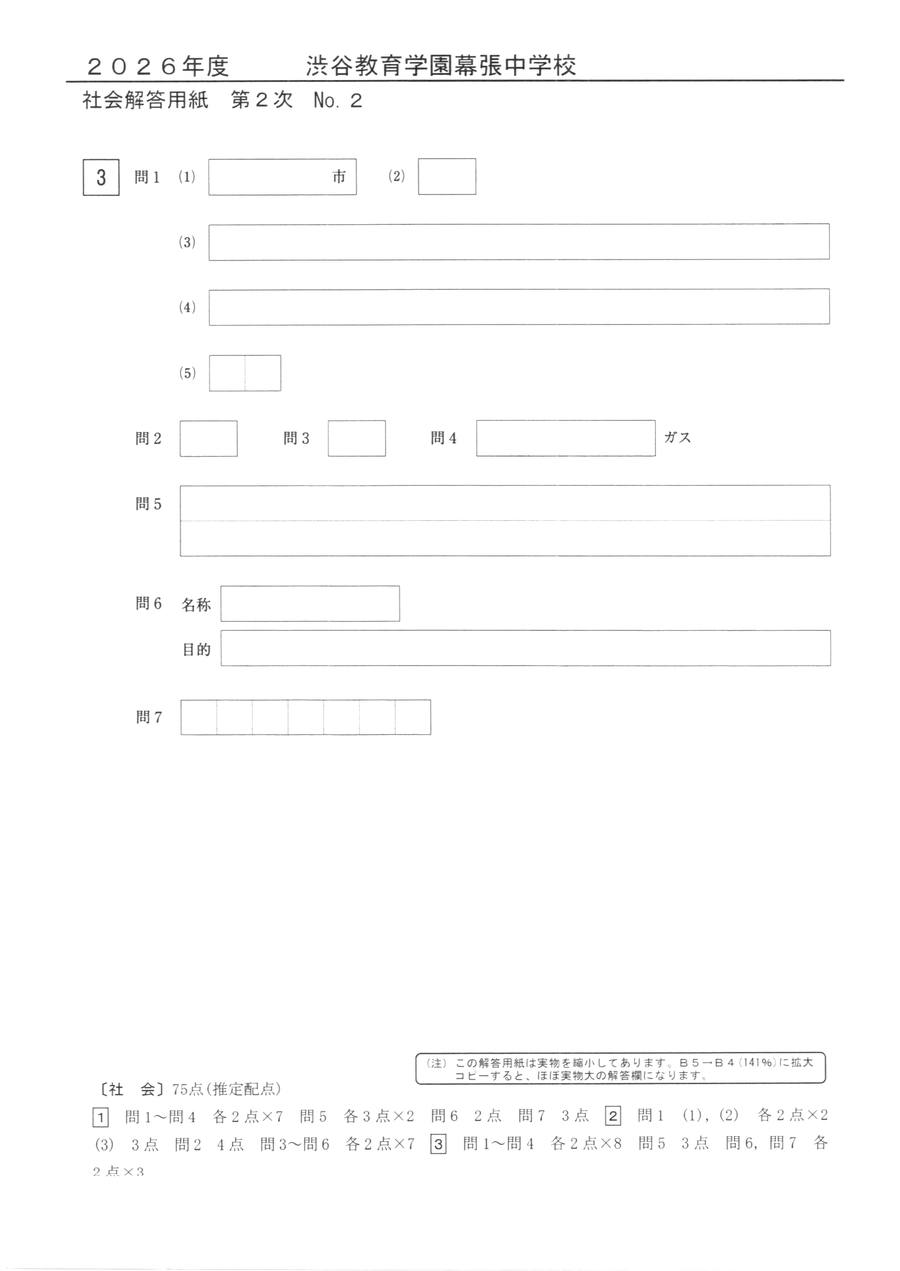 ２０２６年度　渋谷教育学園幕張中学校
社会解答用紙　第２次　No.２
3　問1　(1)　市　(2)
(3)
(4)
(5)
問2　問3　問4　ガス
問5
問6　名称
目的
問7
(注)　この解答用紙は実物を縮小してあります。Ｂ５→Ｂ４(141%)に拡大
コピーすると、ほぼ実物大の解答欄になります。
〔社　会〕75点(推定配点)
1　問1～問4　各2点×7　問5　各3点×2　問6　2点　問7　3点　2　問1　(1), (2)　各2点×2
(3)　3点　問2　4点　問3～問6　各2点×7　3　問1～問4　各2点×8　問5　3点　問6, 問7　各
2点×3